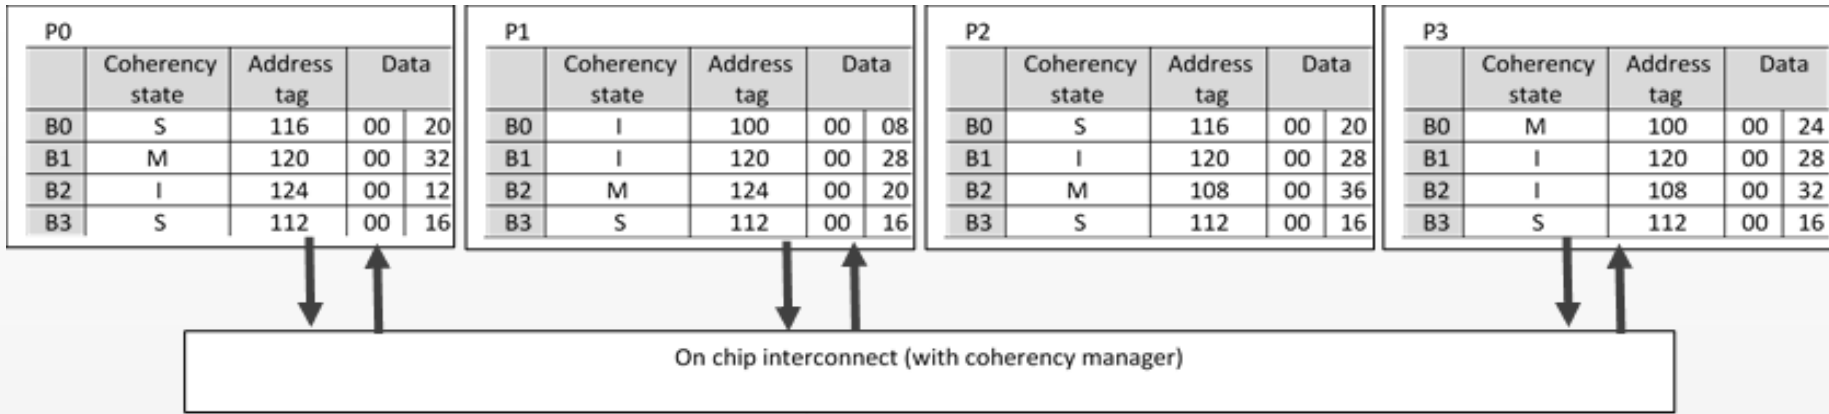 P0
Coherency state Address tag Data
B0 S 116 00 20
B1 M 120 00 32
B2 I 124 00 12
B3 S 112 00 16
P1
Coherency state Address tag Data
B0 I 100 00 08
B1 I 120 00 28
B2 M 124 00 20
B3 S 112 00 16
P2
Coherency state Address tag Data
B0 S 116 00 20
B1 I 120 00 28
B2 M 108 00 36
B3 S 112 00 16
P3
Coherency state Address tag Data
B0 M 100 00 24
B1 I 120 00 28
B2 I 108 00 32
B3 S 112 00 16
On chip interconnect (with coherency manager)